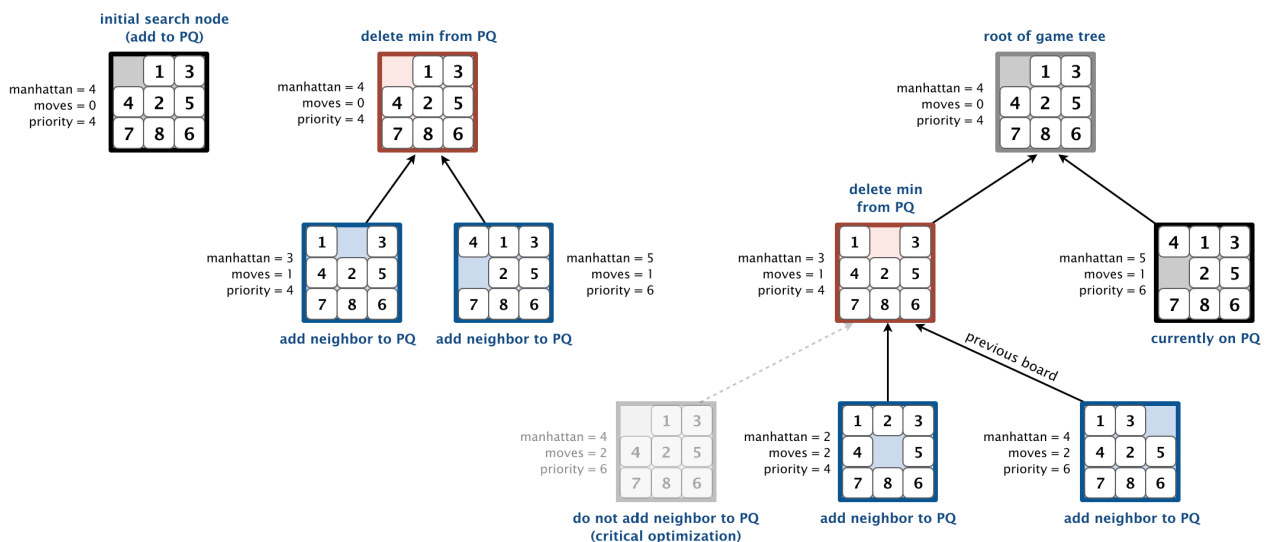 initial search node
(add to PQ)
manhattan = 4
moves = 0
priority = 4
1 3
4 2 5
7 8 6
delete min from PQ
manhattan = 4
moves = 0
priority = 4
1 3
4 2 5
7 8 6
manhattan = 3
moves = 1
priority = 4
1 3
4 2 5
7 8 6
add neighbor to PQ
4 1 3
2 5
7 8 6
manhattan = 5
moves = 1
priority = 6
add neighbor to PQ
root of game tree
manhattan = 4
moves = 0
priority = 4
1 3
4 2 5
7 8 6
delete min
from PQ
manhattan = 3
moves = 1
priority = 4
1 3
4 2 5
7 8 6
manhattan = 5
moves = 1
priority = 6
4 1 3
2 5
7 8 6
currently on PQ
previous board
manhattan = 4
moves = 2
priority = 6
1 3
4 2 5
7 8 6
do not add neighbor to PQ
(critical optimization)
manhattan = 2
moves = 2
priority = 4
1 2 3
4 5
7 8 6
add neighbor to PQ
manhattan = 4
moves = 2
priority = 6
1 3
4 2 5
7 8 6
add neighbor to PQ